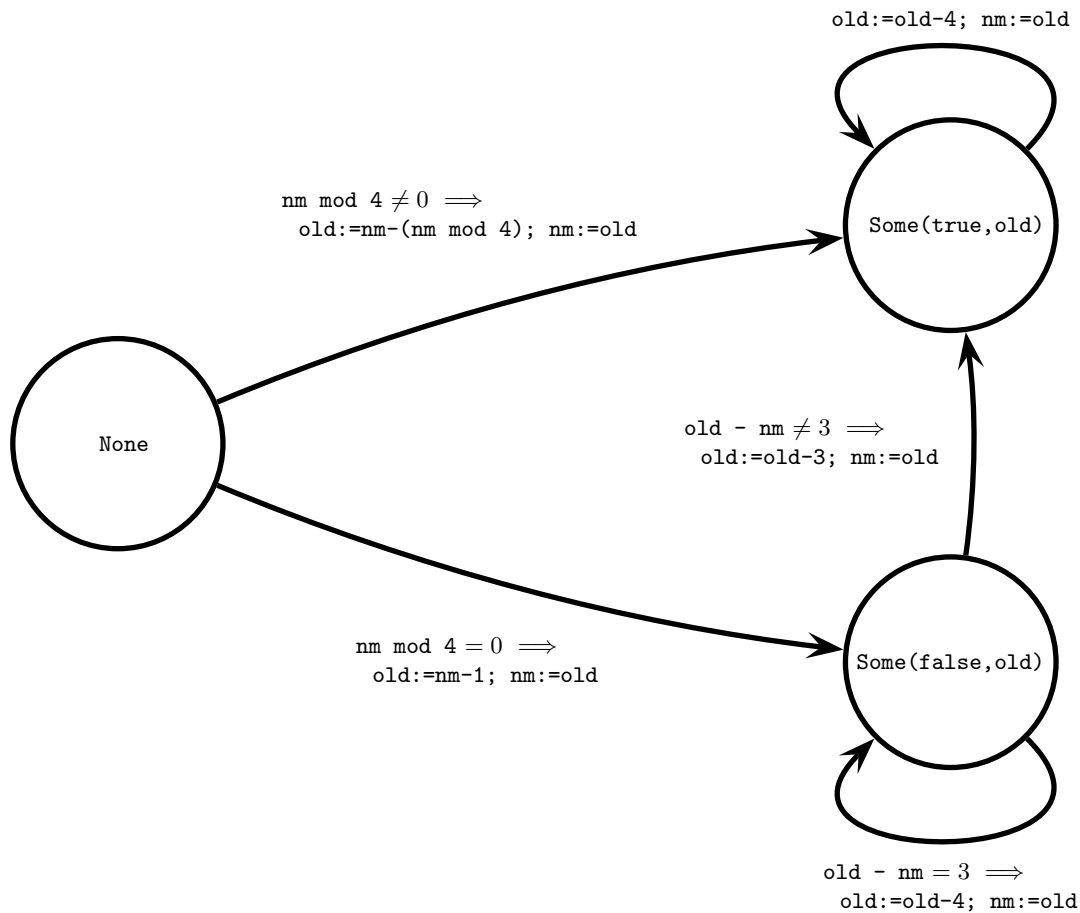 old:=old-4; nm:=old
nm mod 4 ≠ 0 ⟹
old:=nm-(nm mod 4); nm:=old
Some(true,old)
old - nm ≠ 3 ⟹
old:=old-3; nm:=old
None
nm mod 4 = 0 ⟹
old:=nm-1; nm:=old
Some(false,old)
old - nm = 3 ⟹
old:=old-4; nm:=old